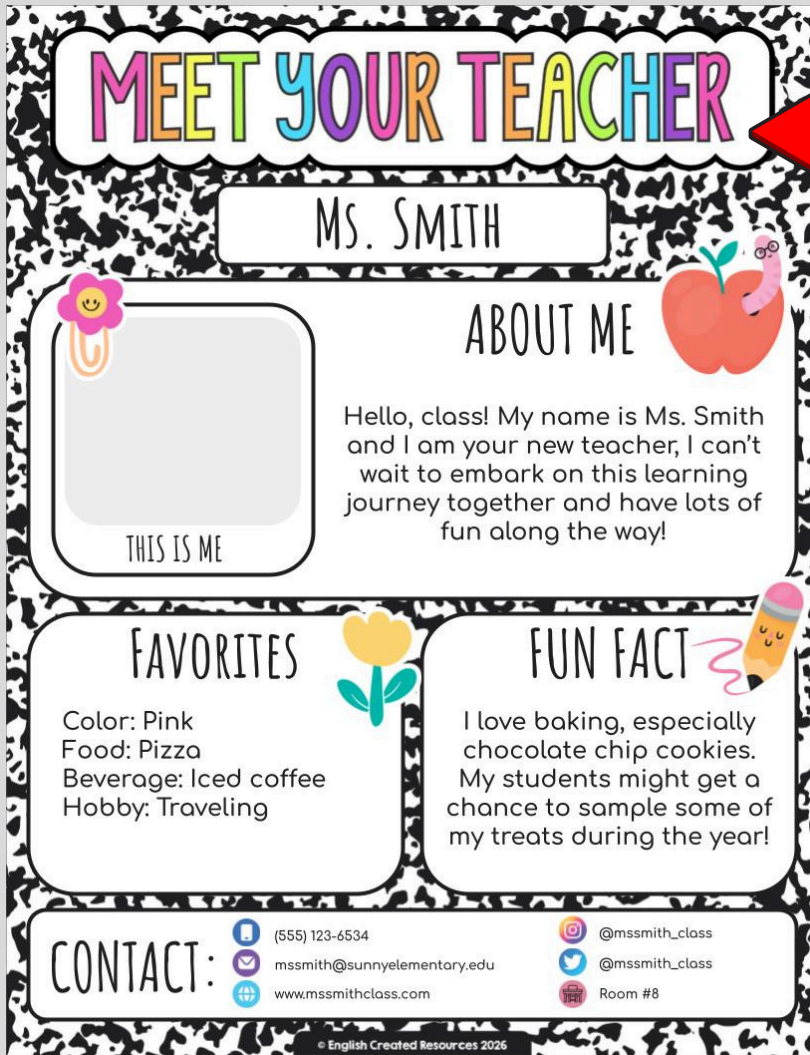 MEET YOUR TEACHER
Ms. Smith
ABOUT ME
Hello, class! My name is Ms. Smith
and I am your new teacher, I can't
wait to embark on this learning
journey together and have lots of
fun along the way!
THIS IS ME
FAVORITES
Color: Pink
Food: Pizza
Beverage: Iced coffee
Hobby: Traveling
FUN FACT
I love baking, especially
chocolate chip cookies.
My students might get a
chance to sample some of
my treats during the year!
CONTACT:
(555) 123-6534
mssmith@sunnyelementary.edu
www.mssmithclass.com
@mssmith_class
@mssmith_class
Room #8
© English Created Resources 2026